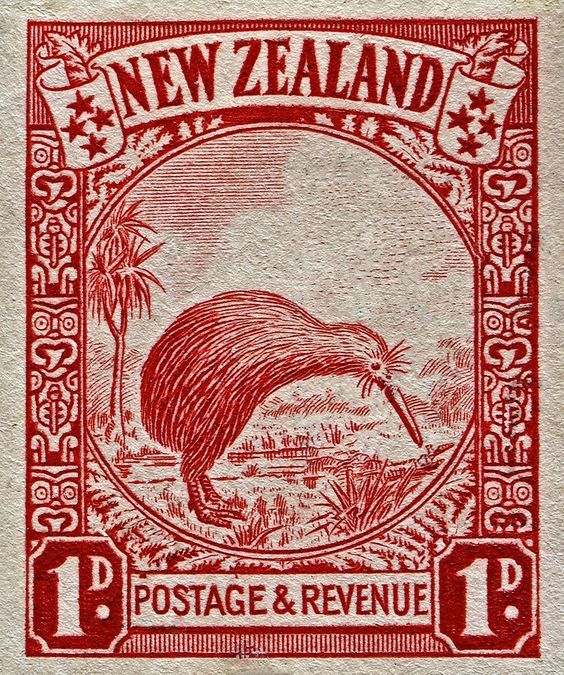 NEW ZEALAND
1D.
POSTAGE & REVENUE
1D.